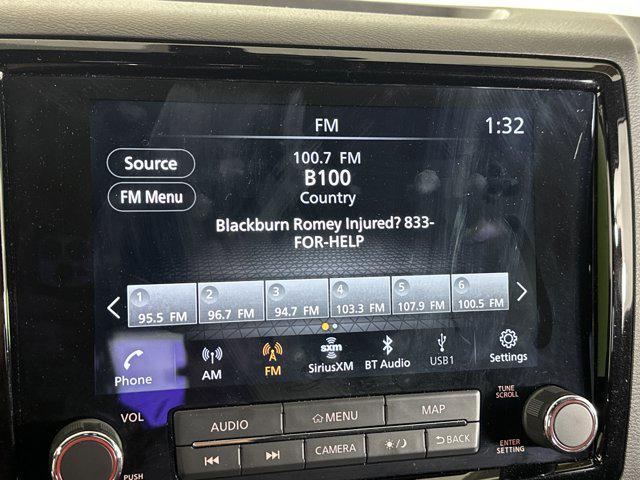 FM
1:32
Source
100.7 FM
B100
FM Menu
Country
Blackburn Romey Injured? 833-
FOR-HELP
1 95.5 FM
2 96.7 FM
3 94.7 FM
4 103.3 FM
5 107.9 FM
6 100.5 FM
Phone
AM
FM
sxm
SiriusXM
BT Audio
USB1
Settings
VOL
AUDIO
MENU
MAP
TUNE
SCROLL
CAMERA
BACK
ENTER
SETTING
PUSH